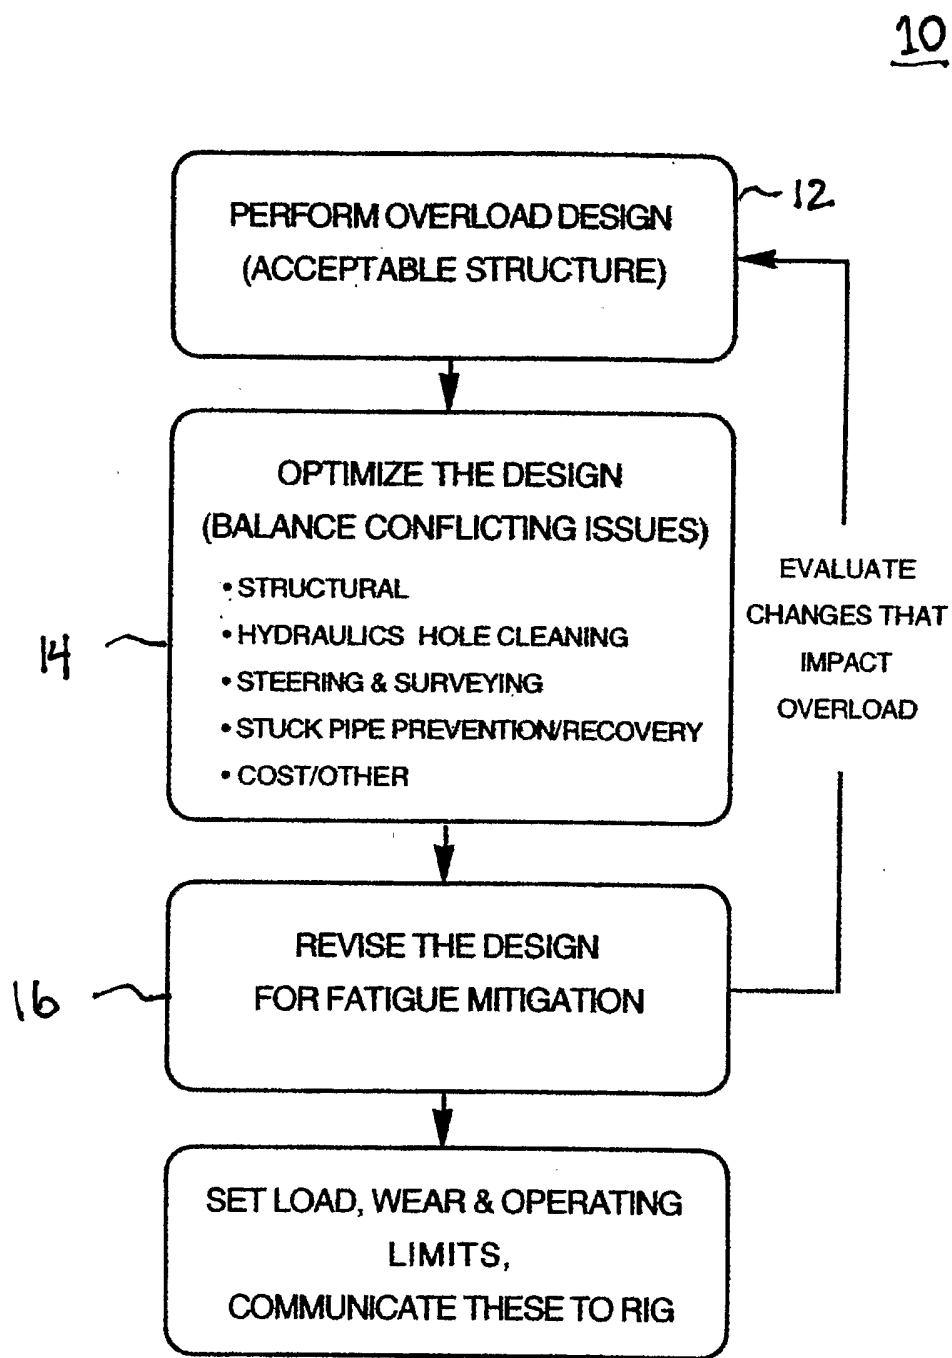 10
PERFORM OVERLOAD DESIGN
(ACCEPTABLE STRUCTURE)
12
OPTIMIZE THE DESIGN
(BALANCE CONFLICTING ISSUES)
• STRUCTURAL
• HYDRAULICS HOLE CLEANING
• STEERING & SURVEYING
• STUCK PIPE PREVENTION/RECOVERY
• COST/OTHER
14
EVALUATE
CHANGES THAT
IMPACT
OVERLOAD
REVISE THE DESIGN
FOR FATIGUE MITIGATION
16
SET LOAD, WEAR & OPERATING
LIMITS,
COMMUNICATE THESE TO RIG